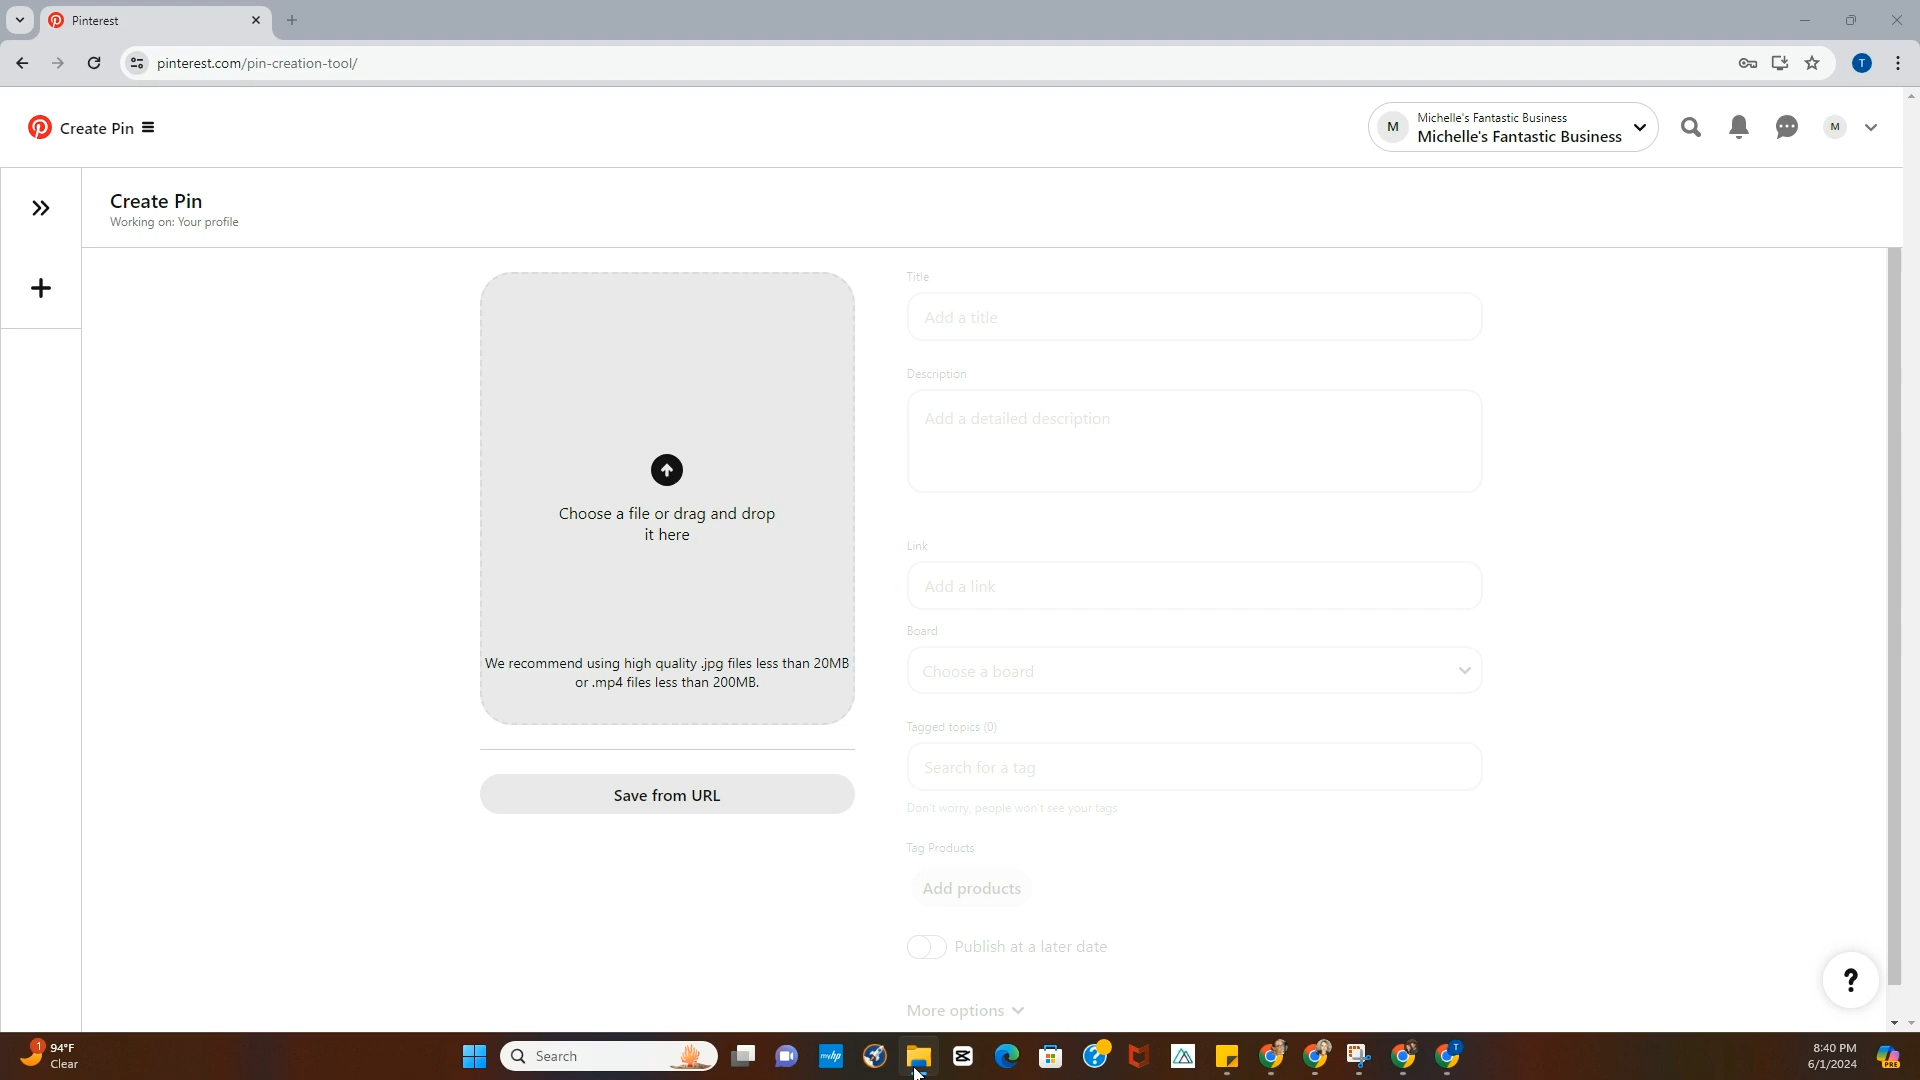 Pinterest
pinterest.com/pin-creation-tool/
T
Create Pin
M
Michelle's Fantastic Business
Michelle's Fantastic Business
M
Create Pin
Working on: Your profile
Choose a file or drag and drop
it here
We recommend using high quality .jpg files less than 20MB
or .mp4 files less than 200MB.
Save from URL
Title
Add a title
Description
Add a detailed description
Link
Add a link
Board
Choose a board
Tagged topics (0)
Search for a tag
Don't worry, people won't see your tags
Tag Products
Add products
Publish at a later date
More options
?
1
94°F
Clear
Search
myhp
?
T
8:40 PM
6/1/2024
PRE